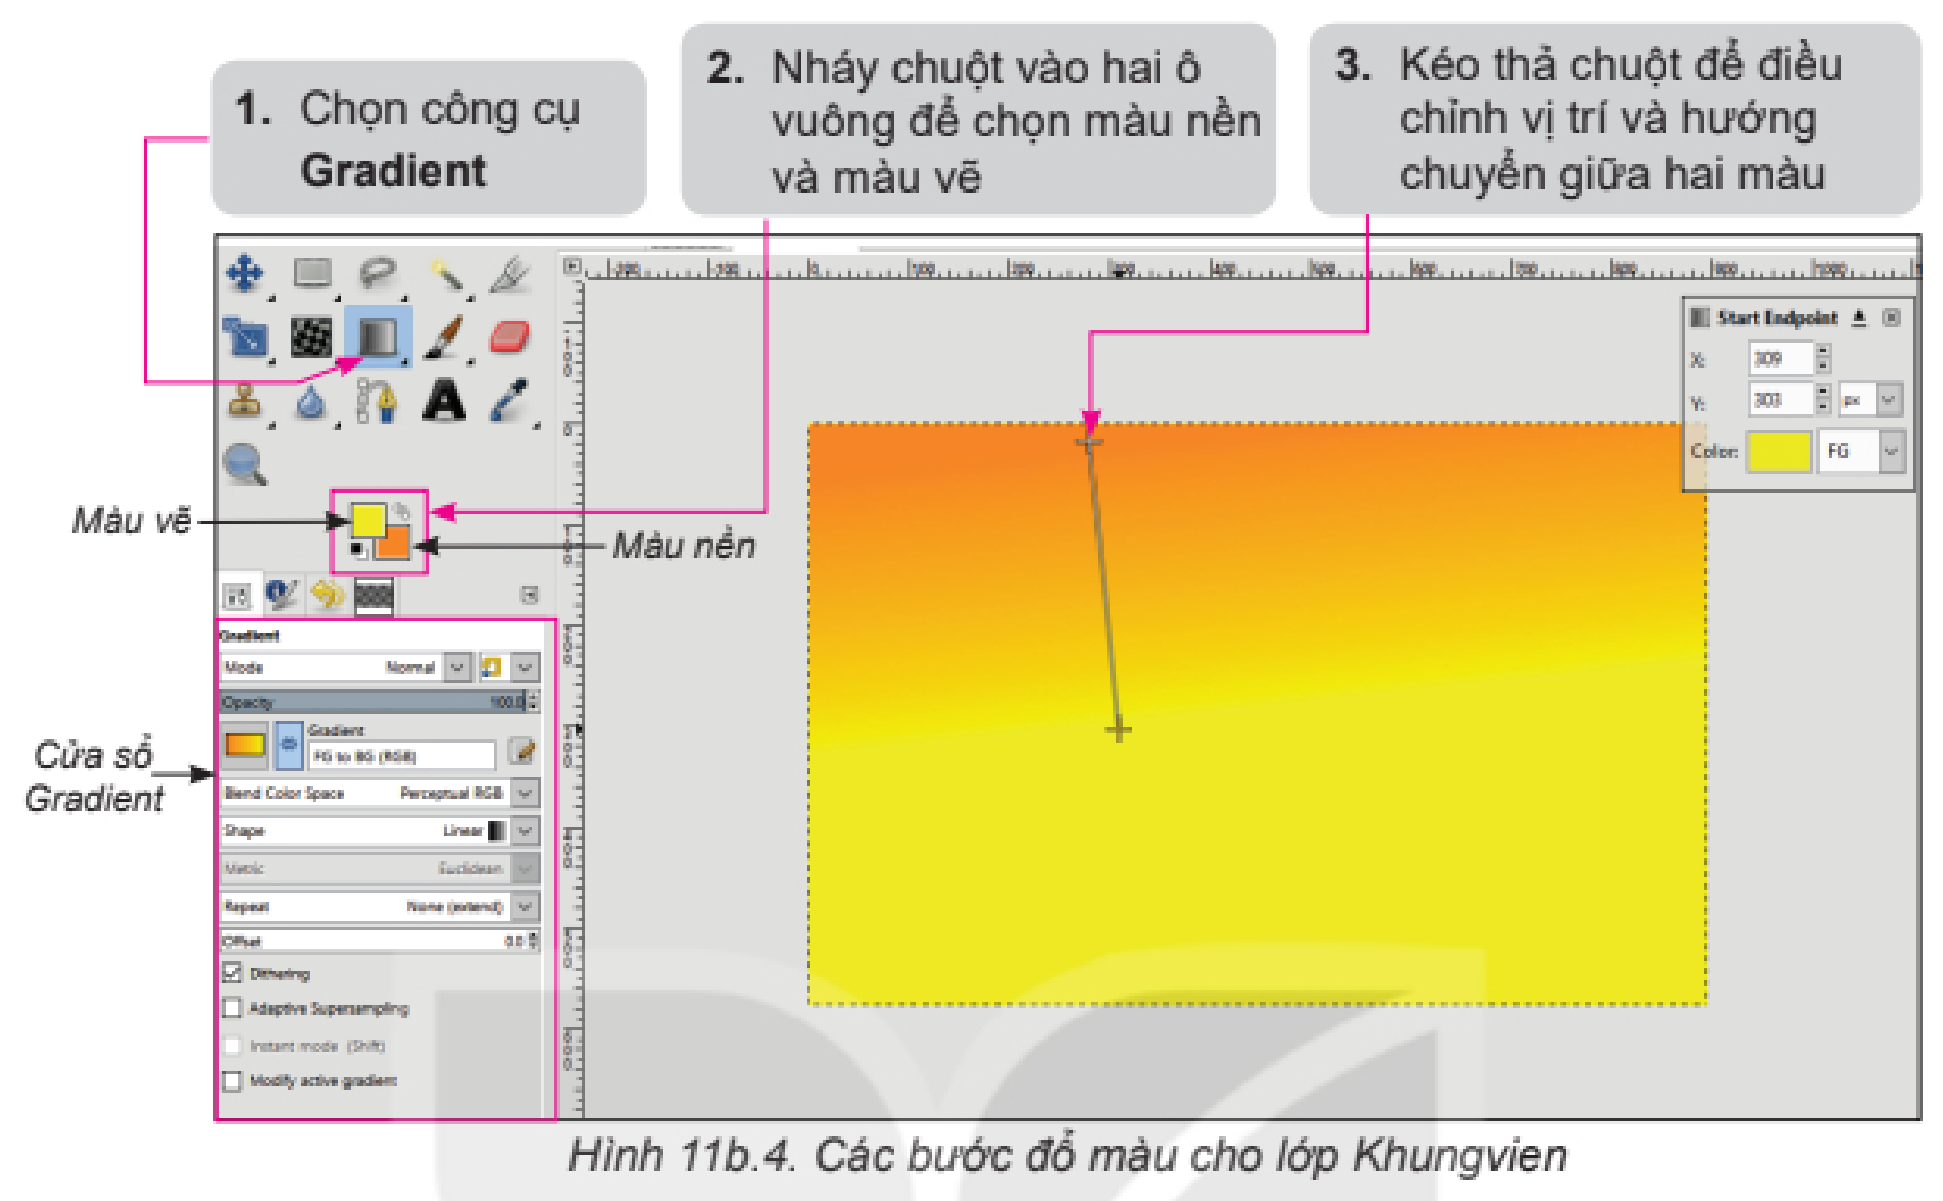 1. Chọn công cụ
Gradient
2. Nháy chuột vào hai ô
vuông để chọn màu nền
và màu vẽ
3. Kéo thả chuột để điều
chỉnh vị trí và hướng
chuyển giữa hai màu
Start Endpoint
X: 309
Y: 303 px
Color: FG
Màu vẽ
Màu nền
Cửa sổ
Gradient
Gradient
Mode Normal
Opacity 100.0
Gradient
FG to BG (RGB)
Blend Color Space Perceptual RGB
Shape Linear
Metric Euclidean
Repeat None (extend)
Offset 0.0
Dithering
Adaptive Supersampling
Instant mode (Shift)
Modify active gradient
Hình 11b.4. Các bước đổ màu cho lớp Khungvien